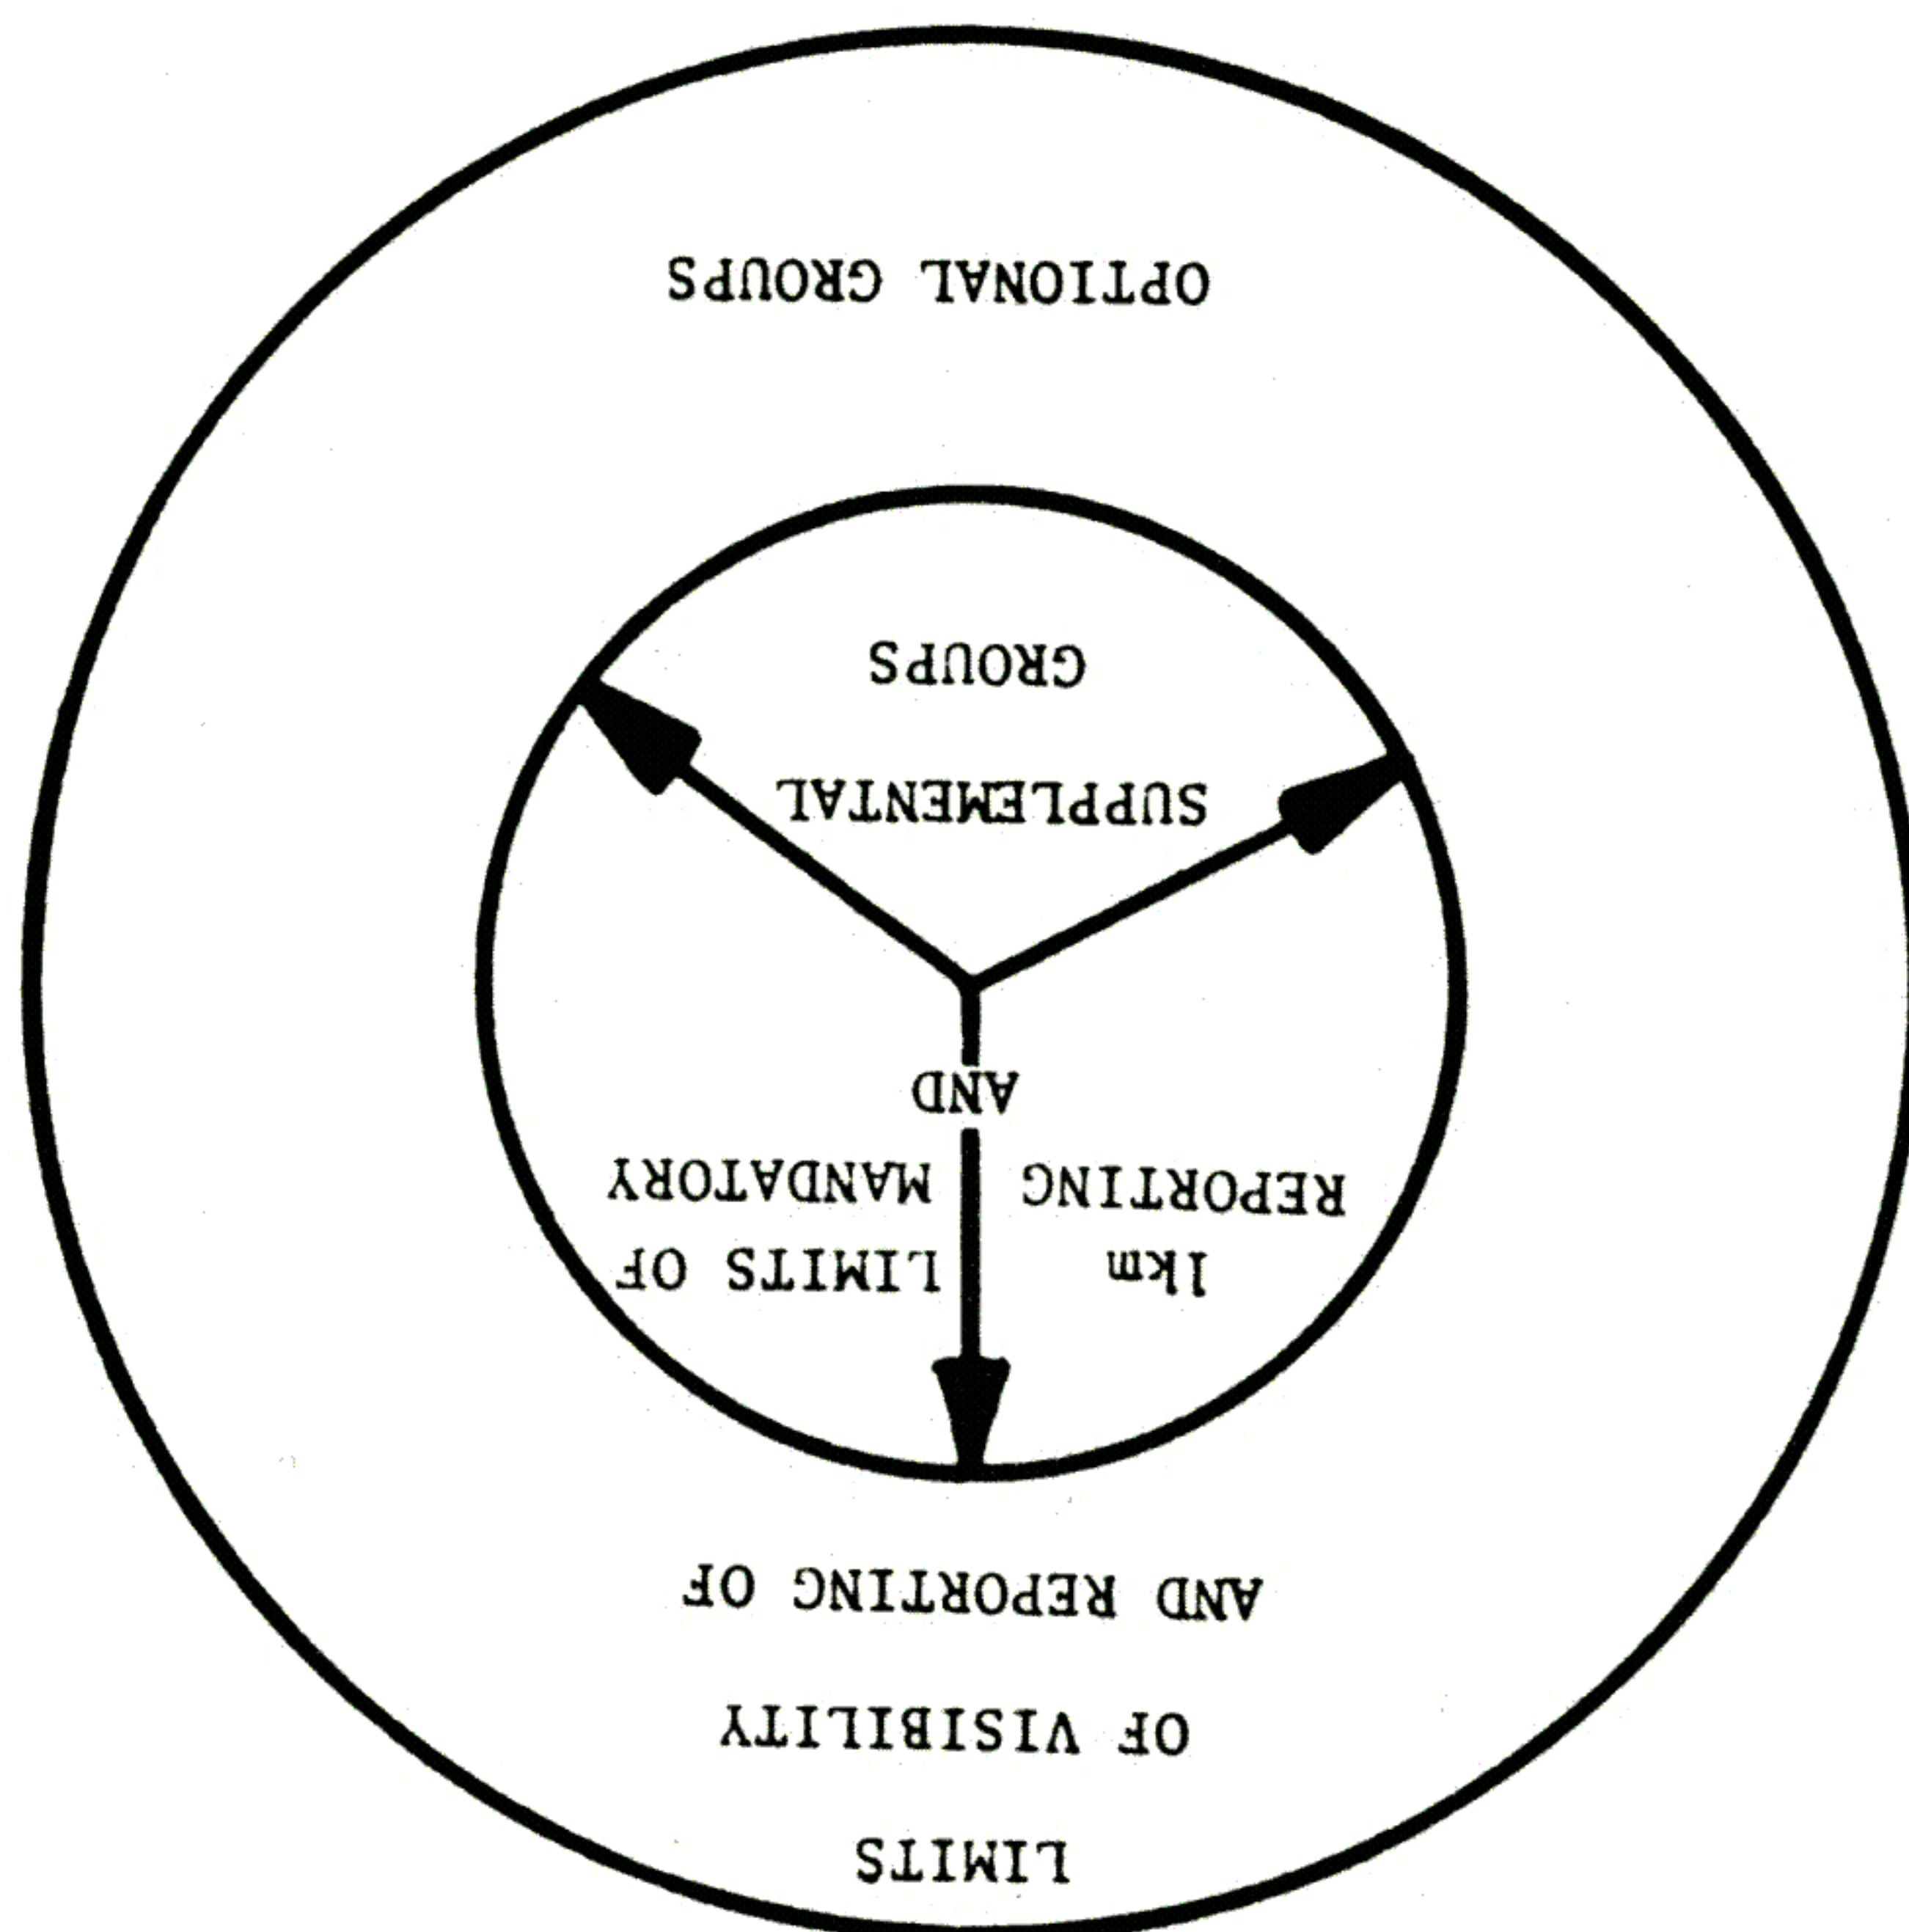 LIMITS
OF VISIBILITY
AND REPORTING OF
1km LIMITS OF
REPORTING MANDATORY
AND
SUPPLEMENTAL
GROUPS
OPTIONAL GROUPS